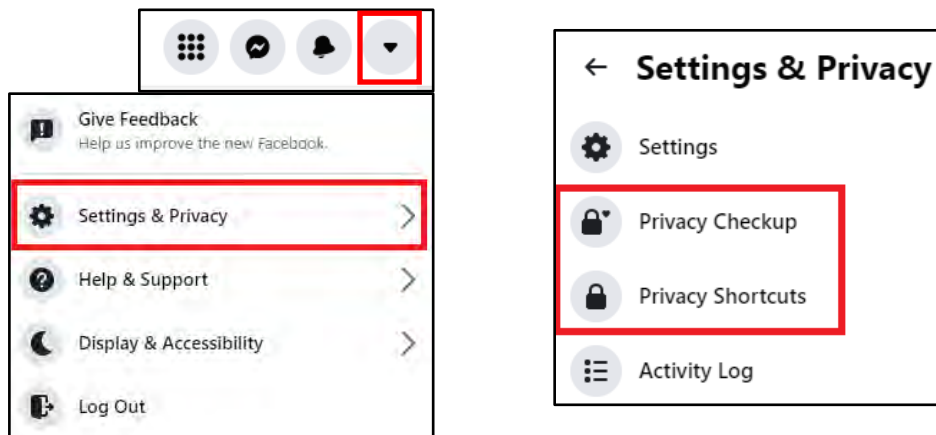 Give Feedback
Help us improve the new Facebook.
Settings & Privacy
Help & Support
Display & Accessibility
Log Out
Settings & Privacy
Settings
Privacy Checkup
Privacy Shortcuts
Activity Log